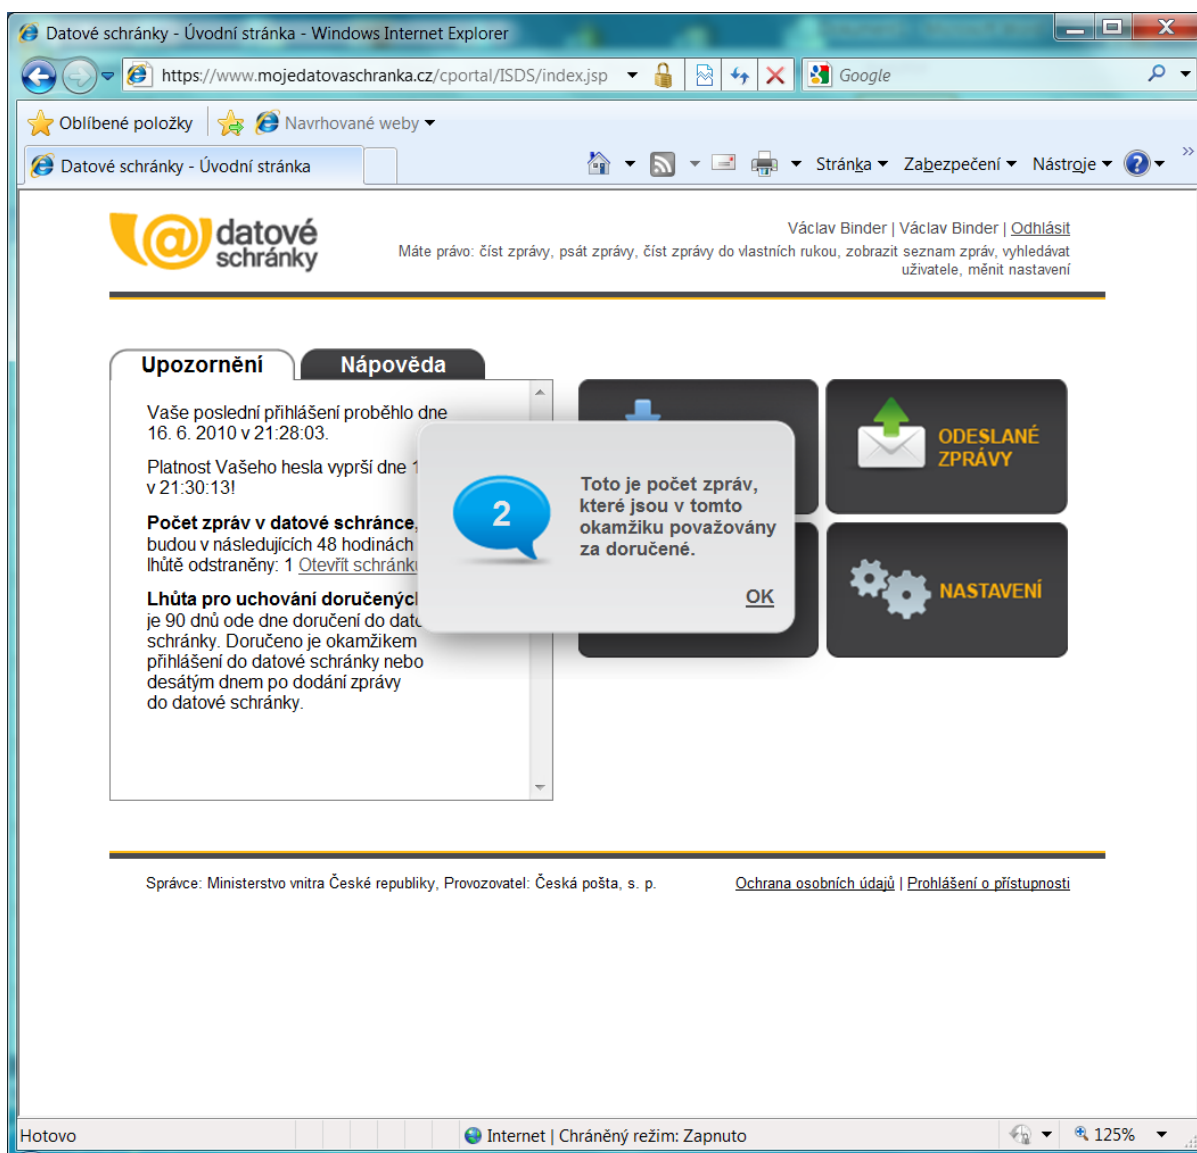 Datové schránky - Úvodní stránka - Windows Internet Explorer
https://www.mojedatovaschranka.cz/cportal/ISDS/index.jsp
Google
Oblíbené položky
Navrhované weby
Datové schránky - Úvodní stránka
Stránka
Zabezpečení
Nástroje
datové
schránky
Václav Binder | Václav Binder | Odhlásit
Máte právo: číst zprávy, psát zprávy, číst zprávy do vlastních rukou, zobrazit seznam zpráv, vyhledávat
uživatele, měnit nastavení
Upozornění
Nápověda
Vaše poslední přihlášení proběhlo dne
16. 6. 2010 v 21:28:03.
Platnost Vašeho hesla vyprší dne
v 21:30:13!
Počet zpráv v datové schránce,
budou v následujících 48 hodinách
lhůtě odstraněny: 1 Otevřít schránku
Lhůta pro uchování doručených
je 90 dnů ode dne doručení do
schránky. Doručeno je okamžikem
přihlášení do datové schránky nebo
desátým dnem po dodání zprávy
do datové schránky.
2
Toto je počet zpráv,
které jsou v tomto
okamžiku považovány
za doručené.
OK
ODESLANÉ
ZPRÁVY
NASTAVENÍ
Správce: Ministerstvo vnitra České republiky, Provozovatel: Česká pošta, s. p.
Ochrana osobních údajů | Prohlášení o přístupnosti
Hotovo
Internet | Chráněný režim: Zapnuto
125%